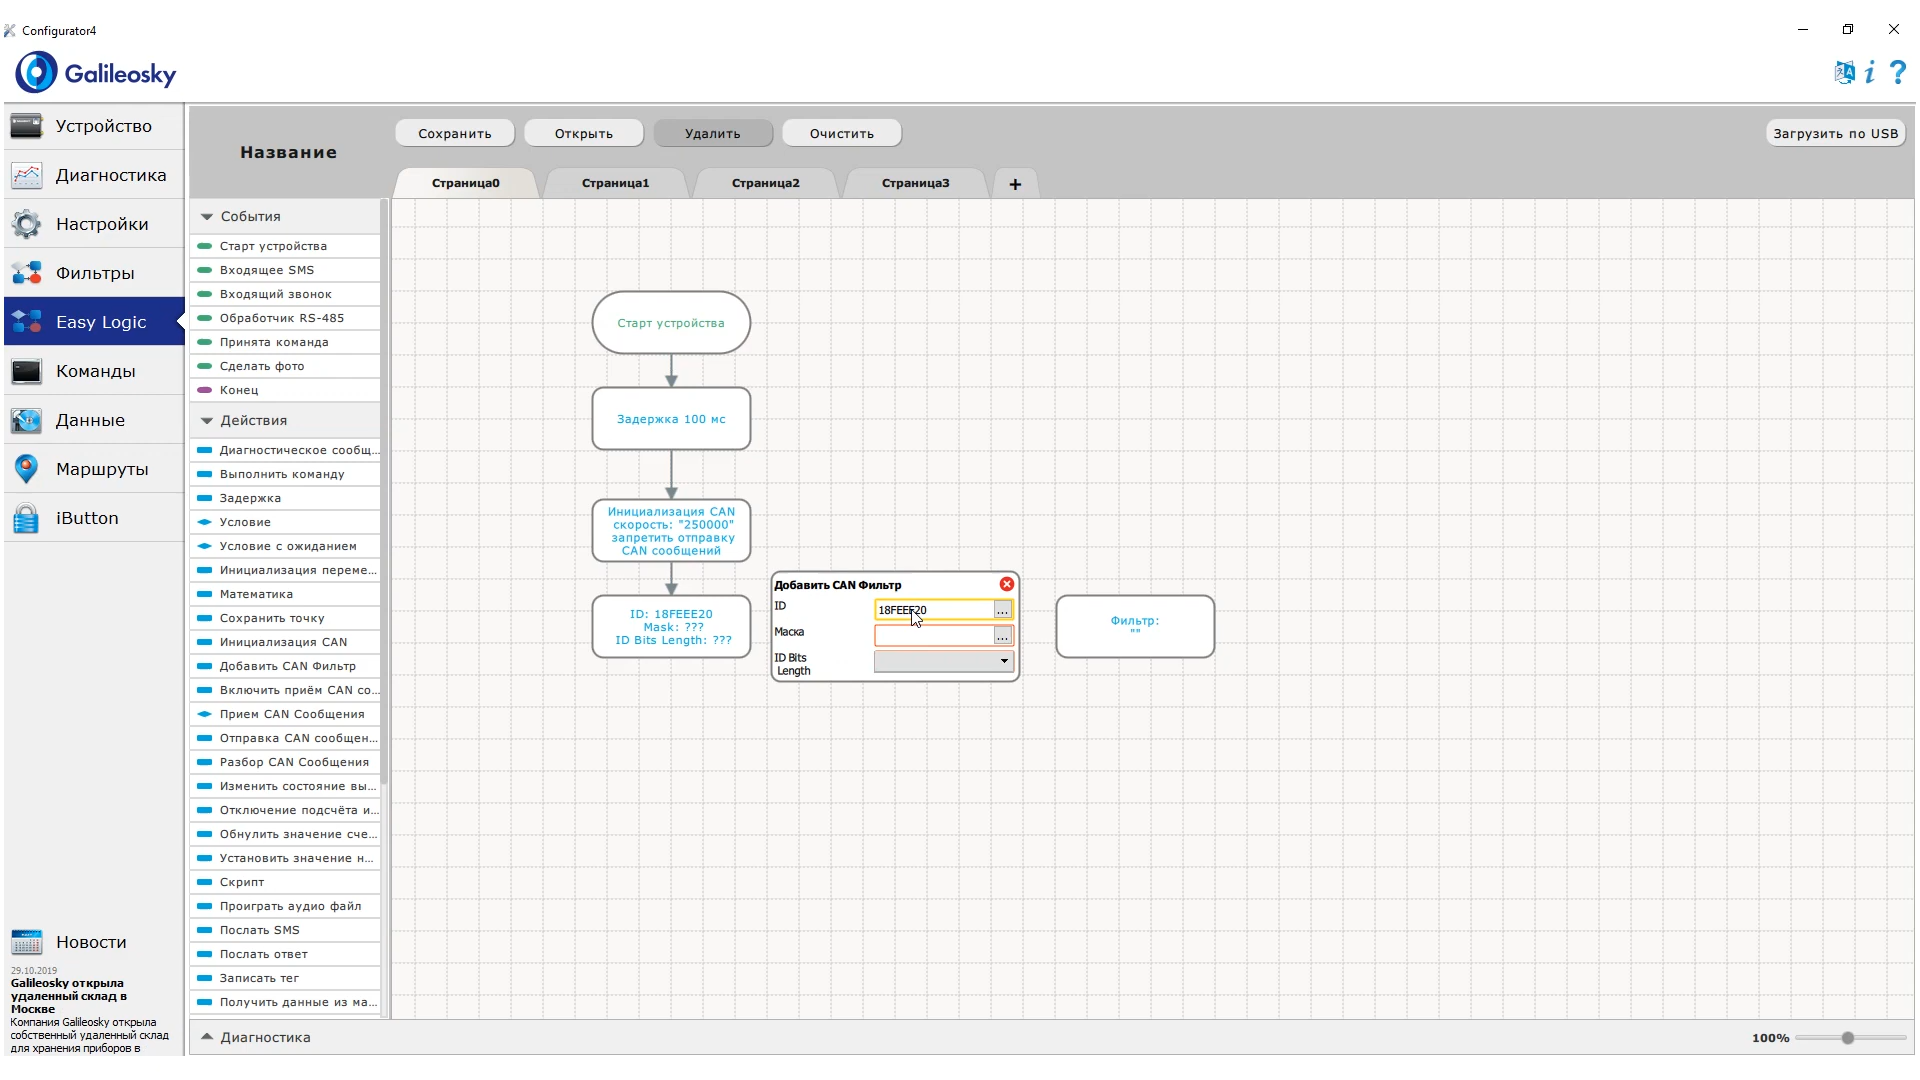 Configurator4
Galileosky
Устройство
Диагностика
Настройки
Фильтры
Easy Logic
Команды
Данные
Маршруты
iButton
Новости
29.10.2019
Galileosky открыла
удаленный склад в
Москве
Компания Galileosky открыла
собственный удаленный склад
для хранения приборов в
Название
Сохранить
Открыть
Удалить
Очистить
Загрузить по USB
Страница0
Страница1
Страница2
Страница3
+
События
Старт устройства
Входящее SMS
Входящий звонок
Обработчик RS-485
Принята команда
Сделать фото
Конец
Действия
Диагностическое сообщ...
Выполнить команду
Задержка
Условие
Условие с ожиданием
Инициализация переме...
Математика
Сохранить точку
Инициализация CAN
Добавить CAN Фильтр
Включить приём CAN со...
Прием CAN Сообщения
Отправка CAN сообщен...
Разбор CAN Сообщения
Изменить состояние вы...
Отключение подсчёта и...
Обнулить значение сче...
Установить значение н...
Скрипт
Проиграть аудио файл
Послать SMS
Послать ответ
Записать тег
Получить данные из ма...
Старт устройства
Задержка 100 мс
Инициализация CAN
скорость: "250000"
запретить отправку
CAN сообщений
ID: 18FEEE20
Mask: ???
ID Bits Length: ???
Добавить CAN Фильтр
ID
18FEEE20
...
Маска
...
ID Bits
Length
Фильтр:
""
Диагностика
100%